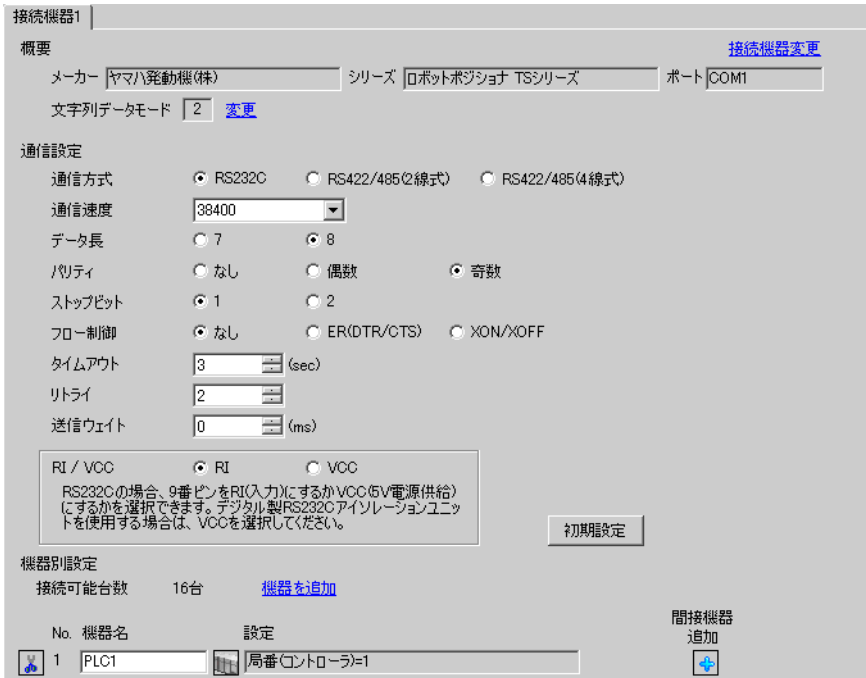 接続機器1
概要 接続機器変更
メーカー ヤマハ発動機(株) シリーズ ロボットポジショナ TSシリーズ ポート COM1
文字列データモード 2 変更
通信設定
通信方式 RS232C RS422/485(2線式) RS422/485(4線式)
通信速度 38400
データ長 7 8
パリティ なし 偶数 奇数
ストップビット 1 2
フロー制御 なし ER(DTR/CTS) XON/XOFF
タイムアウト 3 (sec)
リトライ 2
送信ウェイト 0 (ms)
RI / VCC RI VCC
RS232Cの場合、9番ピンをRI(入力)にするかVCC(5V電源供給)
にするかを選択できます。デジタル製RS232Cアイソレーションユニッ
トを使用する場合は、VCCを選択してください。
初期設定
機器別設定
接続可能台数 16台 機器を追加
間接機器
追加
No. 機器名 設定
1 PLC1 局番(コントローラ)=1